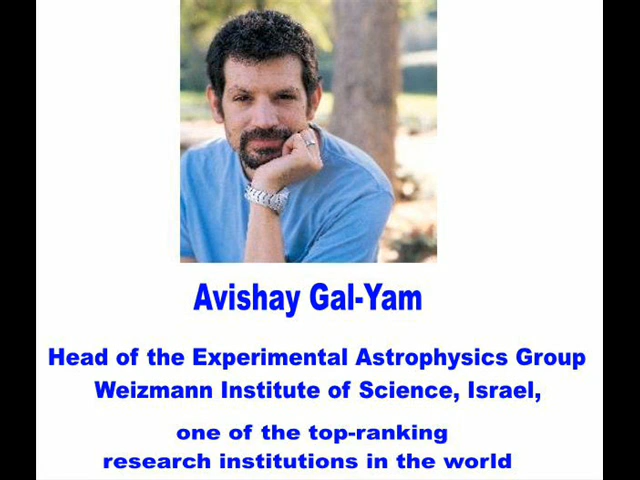 Avishay Gal-Yam
Head of the Experimental Astrophysics Group
Weizmann Institute of Science, Israel,
one of the top-ranking
research institutions in the world